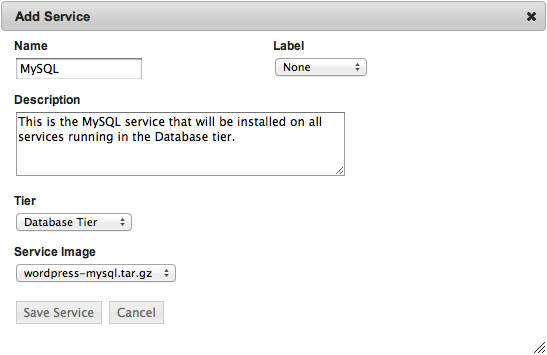 Add Service
Name
Label
MySQL
None
Description
This is the MySQL service that will be installed on all
services running in the Database tier.
Tier
Database Tier
Service Image
wordpress-mysql.tar.gz
Save Service
Cancel